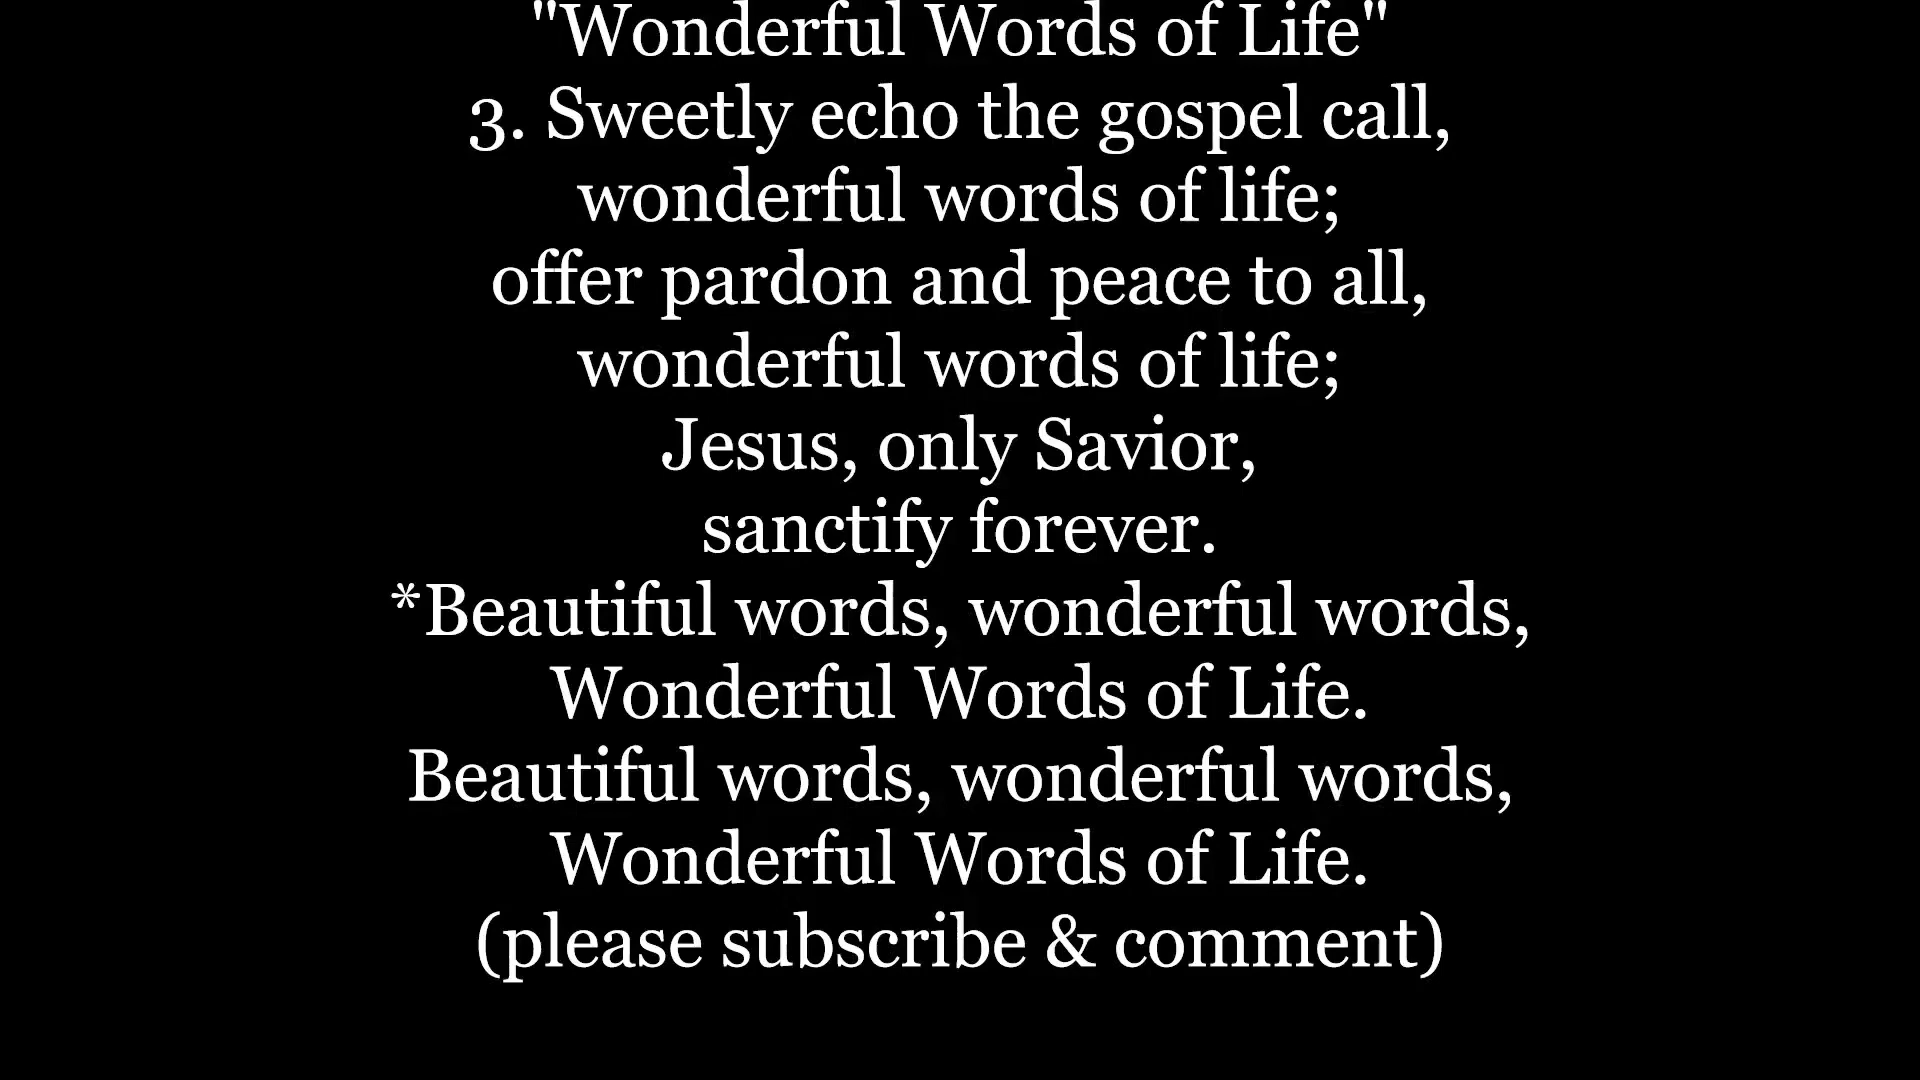 "Wonderful Words of Life"
3. Sweetly echo the gospel call,
wonderful words of life;
offer pardon and peace to all,
wonderful words of life;
Jesus, only Savior,
sanctify forever.
*Beautiful words, wonderful words,
Wonderful Words of Life.
Beautiful words, wonderful words,
Wonderful Words of Life.
(please subscribe & comment)